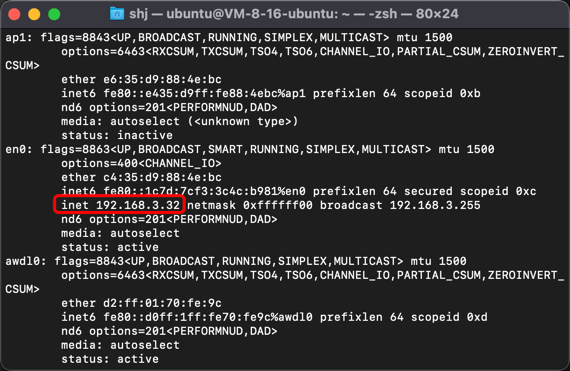 shj — ubuntu@VM-8-16-ubuntu: ~ — -zsh — 80×24
ap1: flags=8843<UP,BROADCAST,RUNNING,SIMPLEX,MULTICAST> mtu 1500
options=6463<RXCSUM,TXCSUM,TSO4,TSO6,CHANNEL_IO,PARTIAL_CSUM,ZEROINVERT_
CSUM>
ether e6:35:d9:88:4e:bc
inet6 fe80::e435:d9ff:fe88:4ebc%ap1 prefixlen 64 scopeid 0xb
nd6 options=201<PERFORMNUD,DAD>
media: autoselect (<unknown type>)
status: inactive
en0: flags=8863<UP,BROADCAST,SMART,RUNNING,SIMPLEX,MULTICAST> mtu 1500
options=400<CHANNEL_IO>
ether c4:35:d9:88:4e:bc
inet6 fe80::1c7d:7cf3:3c4c:b981%en0 prefixlen 64 secured scopeid 0xc
inet 192.168.3.32 netmask 0xffffff00 broadcast 192.168.3.255
nd6 options=201<PERFORMNUD,DAD>
media: autoselect
status: active
awdl0: flags=8843<UP,BROADCAST,RUNNING,SIMPLEX,MULTICAST> mtu 1500
options=6463<RXCSUM,TXCSUM,TSO4,TSO6,CHANNEL_IO,PARTIAL_CSUM,ZEROINVERT_
CSUM>
ether d2:ff:01:70:fe:9c
inet6 fe80::d0ff:1ff:fe70:fe9c%awdl0 prefixlen 64 scopeid 0xd
nd6 options=201<PERFORMNUD,DAD>
media: autoselect
status: active